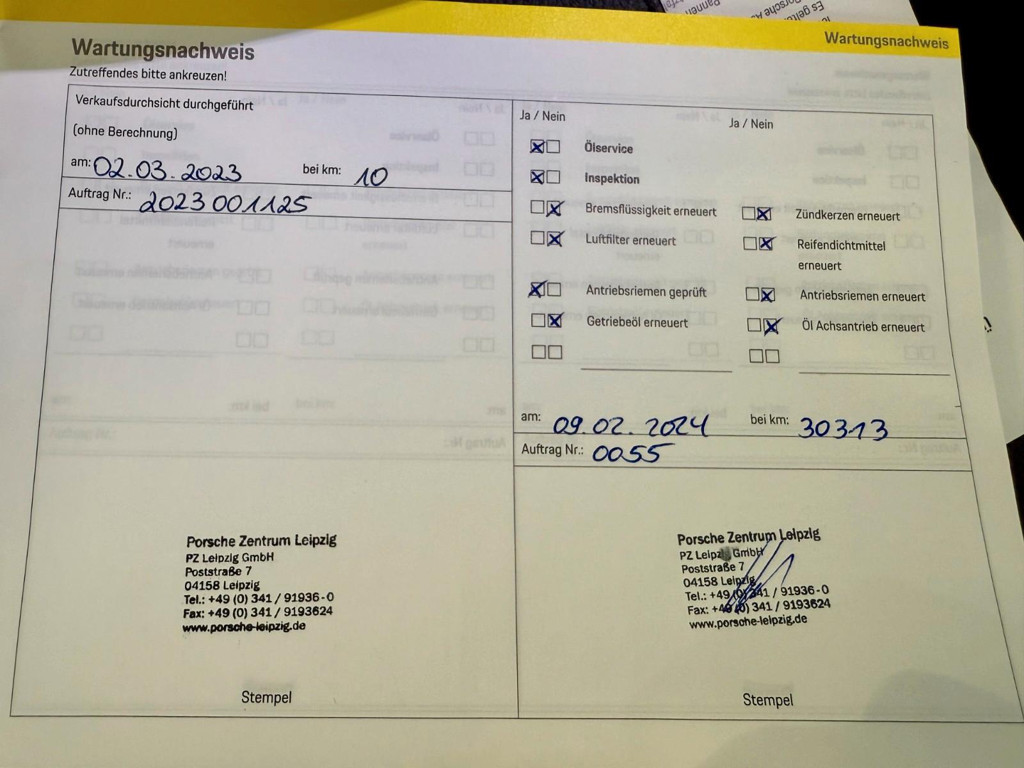 Wartungsnachweis
Wartungsnachweis
Zutreffendes bitte ankreuzen!
Verkaufsdurchsicht durchgeführt
(ohne Berechnung)
am: 02.03.2023 bei km: 10
Auftrag Nr.: 2023001125
Porsche Zentrum Leipzig
PZ Leipzig GmbH
Poststraße 7
04158 Leipzig
Tel.: +49 (0) 341 / 91936-0
Fax: +49 (0) 341 / 9193624
www.porsche-leipzig.de
Stempel
Ja / Nein Ja / Nein
Ölservice
Inspektion
Bremsflüssigkeit erneuert Zündkerzen erneuert
Luftfilter erneuert Reifendichtmittel
erneuert
Antriebsriemen geprüft Antriebsriemen erneuert
Getriebeöl erneuert Öl Achsantrieb erneuert
am: 09.02.2024 bei km: 30313
Auftrag Nr.: 0055
Porsche Zentrum Leipzig
PZ Leipzig GmbH
Poststraße 7
04158 Leipzig
Tel.: +49 (0) 341 / 91936-0
Fax: +49 (0) 341 / 9193624
www.porsche-leipzig.de
Stempel